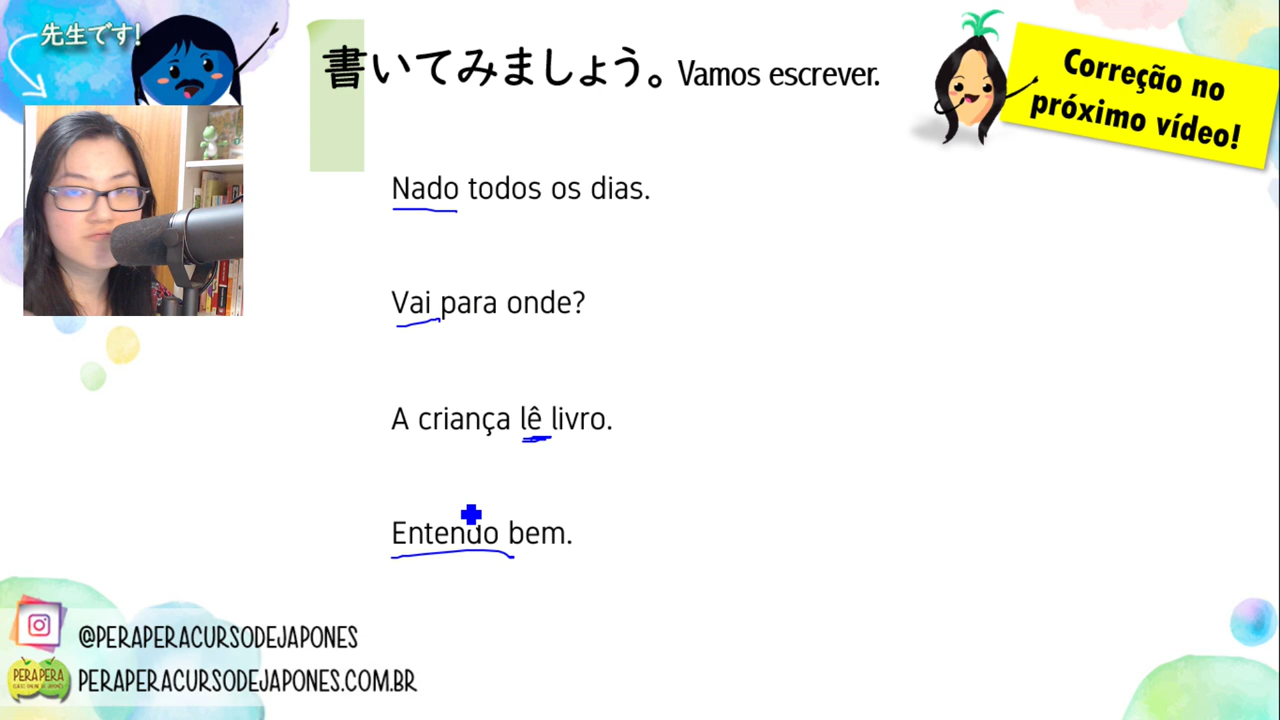 先生です!
書いてみましょう。Vamos escrever.
Correção no
próximo vídeo!
Nado todos os dias.
Vai para onde?
A criança lê livro.
Entendo bem.
@PERAPERACURSODEJAPONES
PERAPERA
PERAPERACURSODEJAPONES.COM.BR